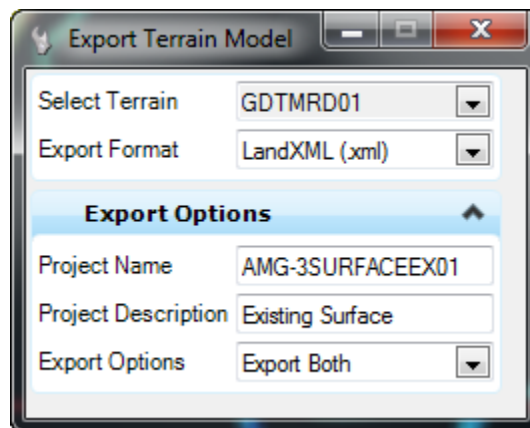 Export Terrain Model
Select Terrain GDTMRD01
Export Format LandXML (.xml)
Export Options
Project Name AMG-3SURFACEEX01
Project Description Existing Surface
Export Options Export Both